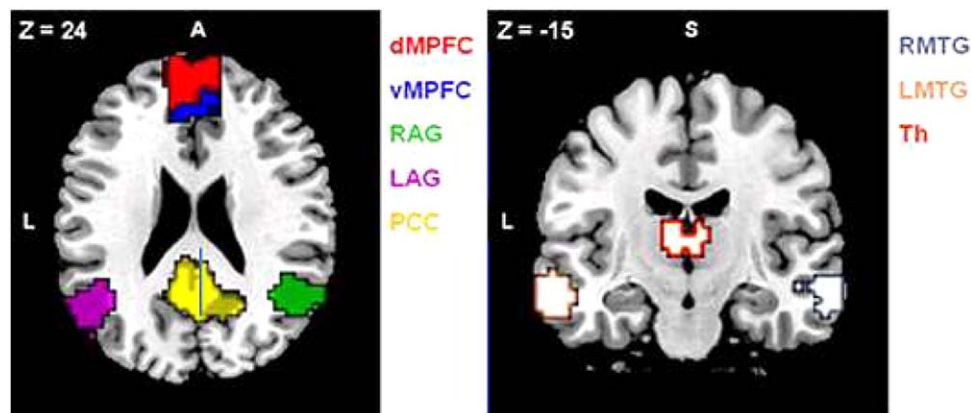 Z = 24
A
L
dMPFC
vMPFC
RAG
LAG
PCC
Z = -15
S
L
RMTG
LMTG
Th